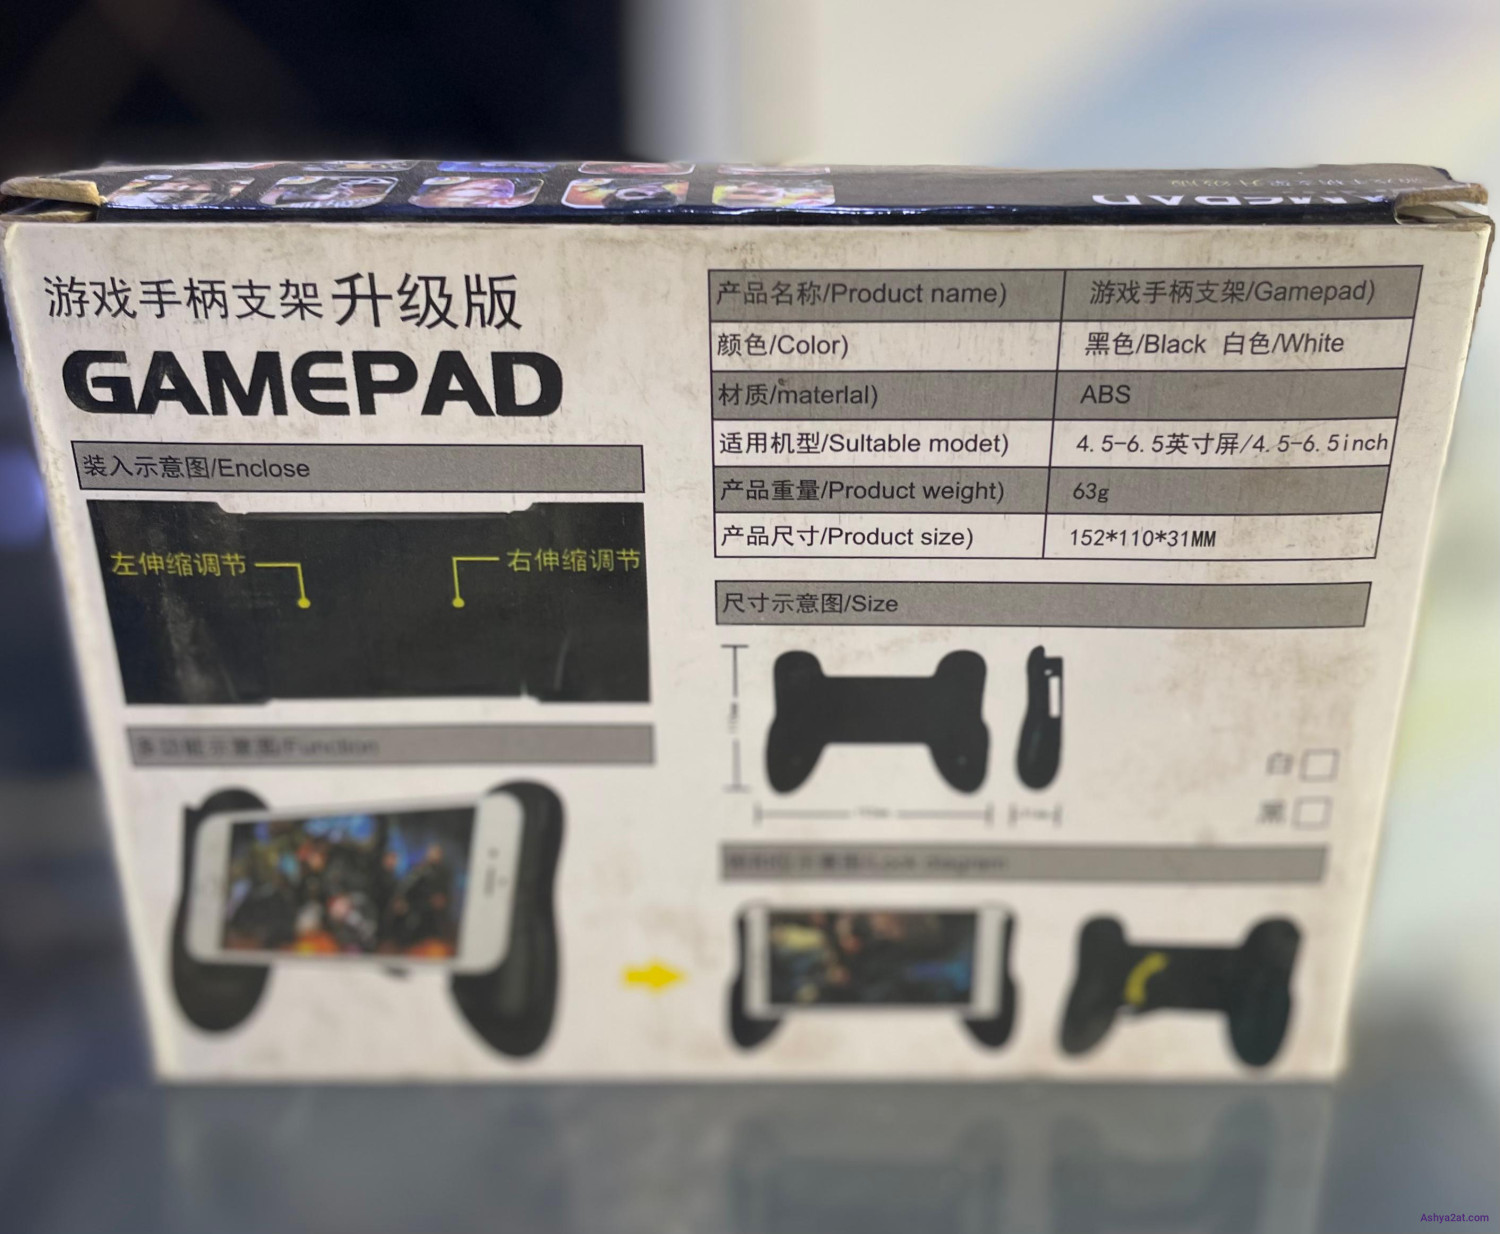 游戏手柄支架升级版
GAMEPAD
装入示意图/Enclose
左伸缩调节
右伸缩调节
/Function
产品名称/Product name)
游戏手柄支架/Gamepad)
颜色/Color)
黑色/Black 白色/White
材质/materlal)
ABS
适用机型/Sultable modet)
4.5-6.5英寸屏/4.5-6.5inch
产品重量/Product weight)
63g
产品尺寸/Product size)
152*110*31MM
尺寸示意图/Size
白
黑
Ashya2at.com